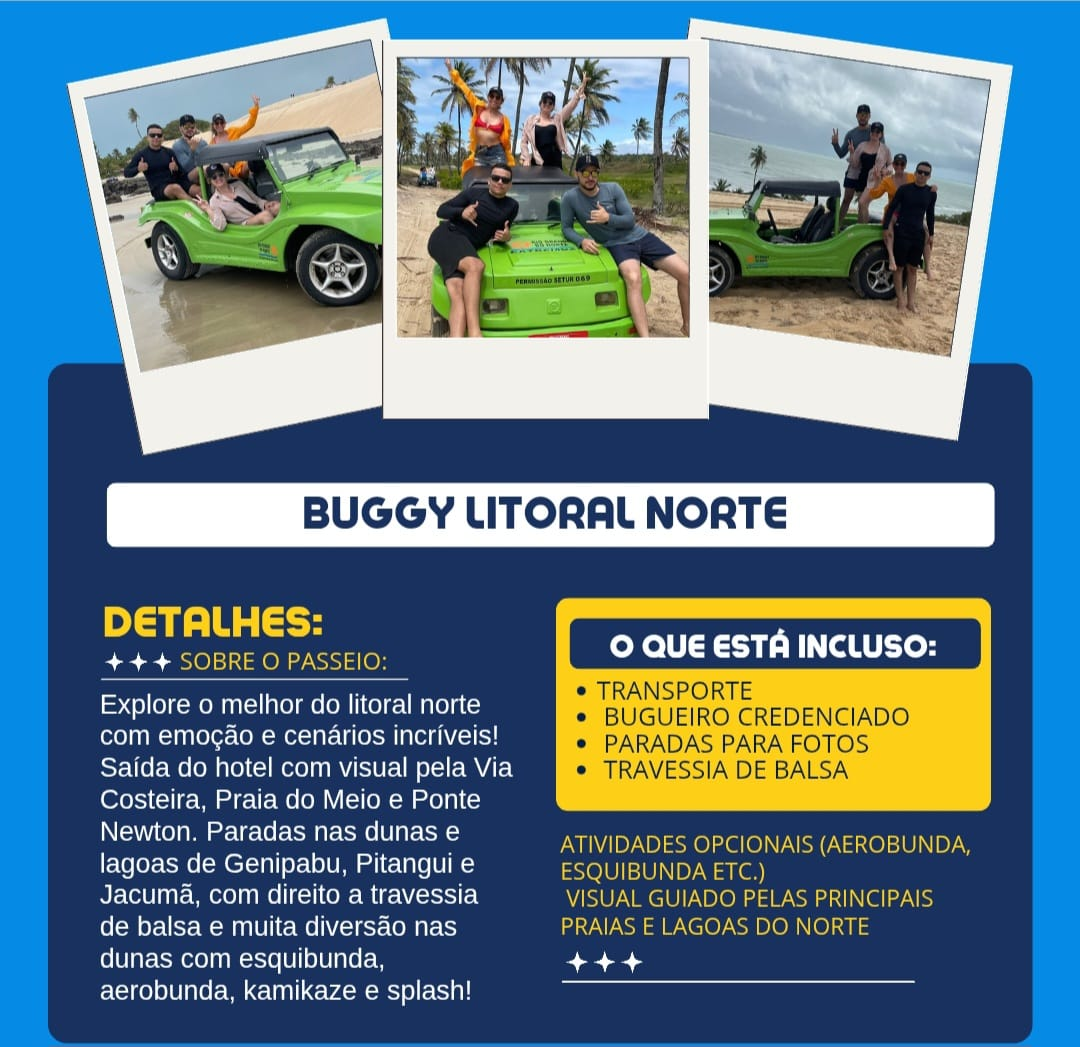 PERMISSÃO SETUR 069
BUGGY LITORAL NORTE
DETALHES:
SOBRE O PASSEIO:
Explore o melhor do litoral norte
com emoção e cenários incríveis!
Saída do hotel com visual pela Via
Costeira, Praia do Meio e Ponte
Newton. Paradas nas dunas e
lagoas de Genipabu, Pitangui e
Jacumã, com direito a travessia
de balsa e muita diversão nas
dunas com esquibunda,
aerobunda, kamikaze e splash!
O QUE ESTÁ INCLUSO:
• TRANSPORTE
• BUGUEIRO CREDENCIADO
• PARADAS PARA FOTOS
• TRAVESSIA DE BALSA
ATIVIDADES OPCIONAIS (AEROBUNDA,
ESQUIBUNDA ETC.)
VISUAL GUIADO PELAS PRINCIPAIS
PRAIAS E LAGOAS DO NORTE